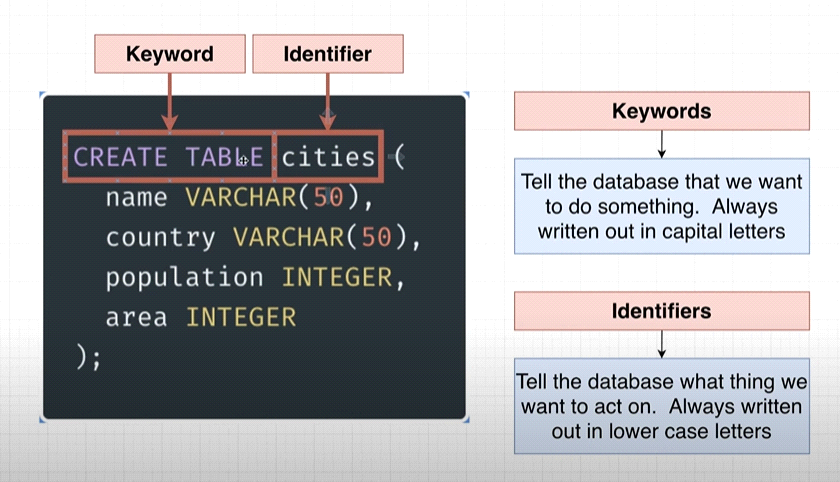 Keyword
Identifier
CREATE TABLE cities (
name VARCHAR(50),
country VARCHAR(50),
population INTEGER,
area INTEGER
);
Keywords
Tell the database that we want
to do something. Always
written out in capital letters
Identifiers
Tell the database what thing we
want to act on. Always written
out in lower case letters